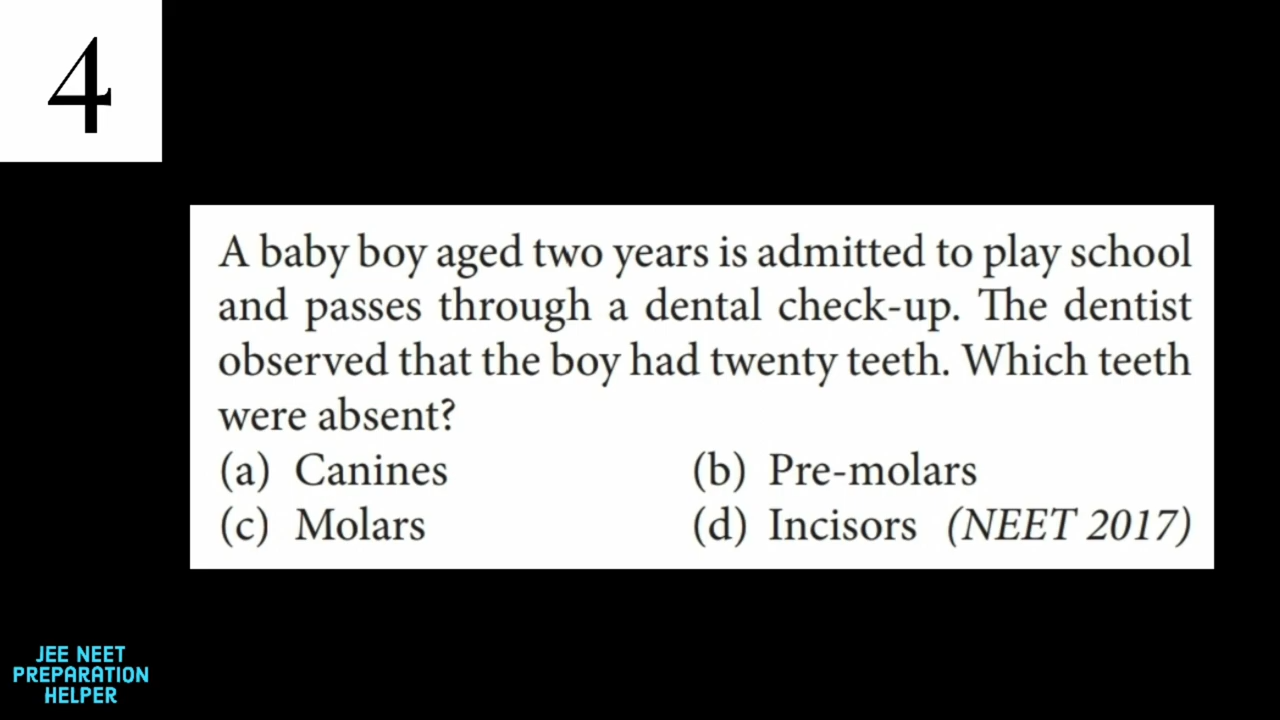 4
A baby boy aged two years is admitted to play school
and passes through a dental check-up. The dentist
observed that the boy had twenty teeth. Which teeth
were absent?
(a) Canines (b) Pre-molars
(c) Molars (d) Incisors (NEET 2017)
JEE NEET
PREPARATION
HELPER